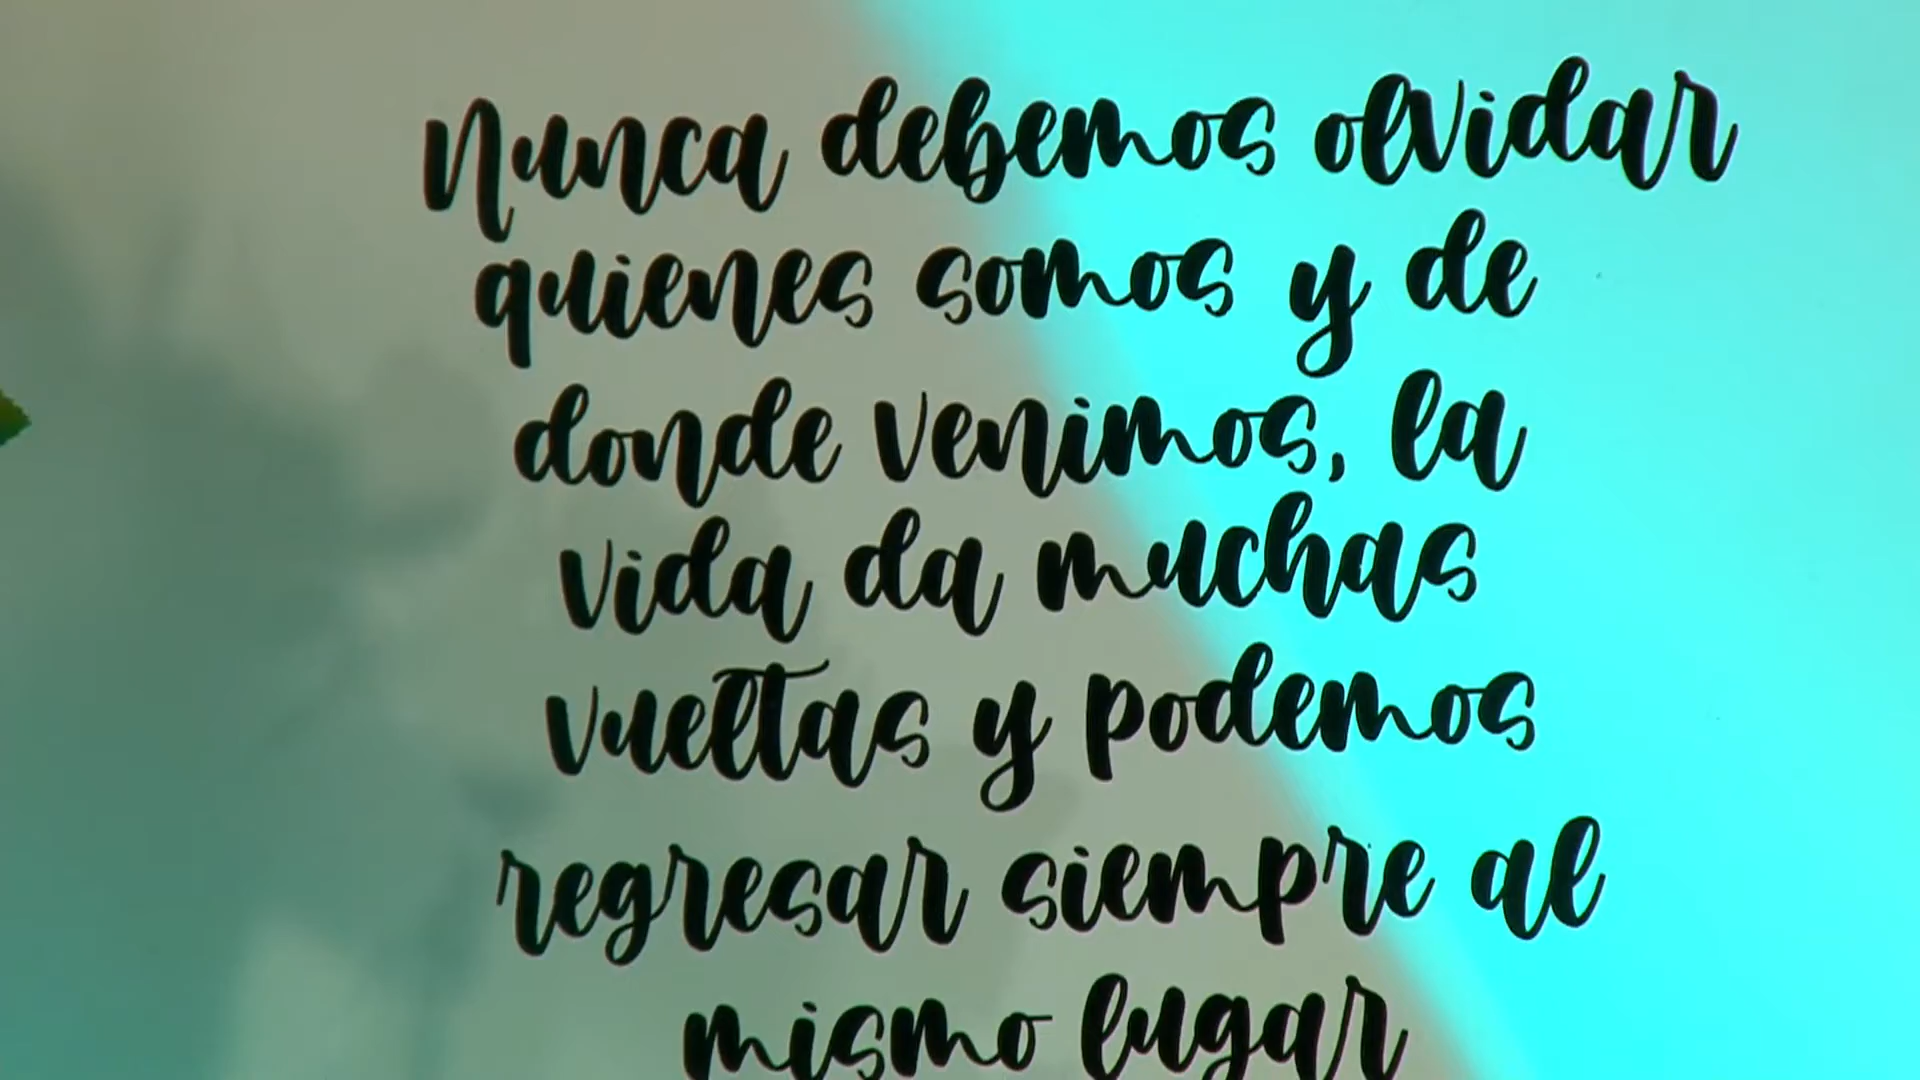 Nunca debemos olvidar
quienes somos y de
donde venimos, la
vida da muchas
vueltas y podemos
regresar siempre al
mismo lugar